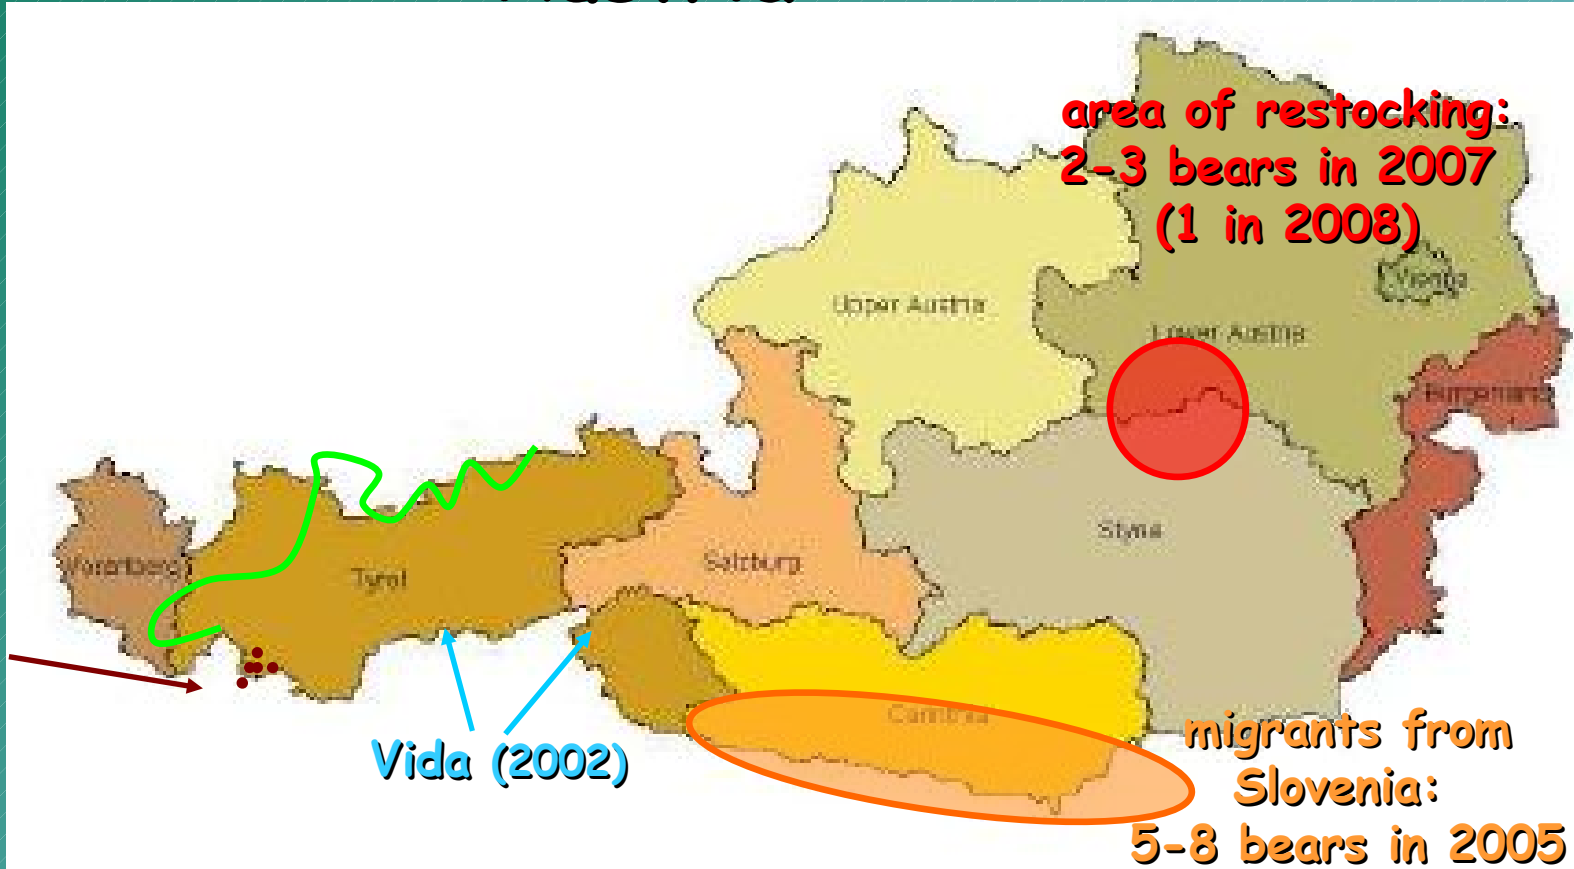 area of restocking:
2-3 bears in 2007
(1 in 2008)
Vienna
Upper Austria
Lower Austria
Styria
Salzburg
Tyrol
Vorarlberg
Carinthia
Vida (2002)
migrants from
Slovenia:
5-8 bears in 2005